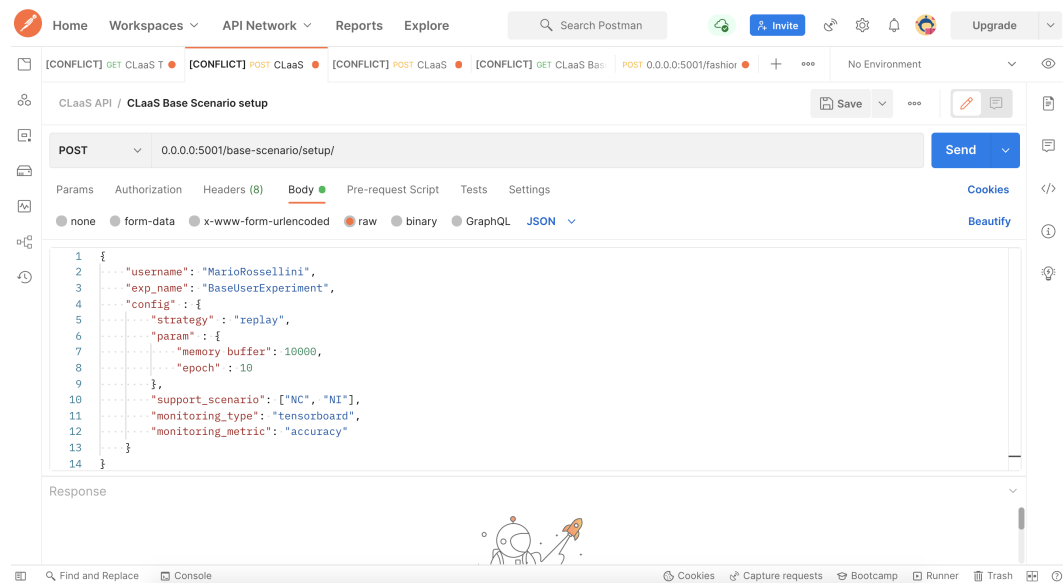 Home Workspaces API Network Reports Explore Search Postman Invite Upgrade
[CONFLICT] GET CLaaS T [CONFLICT] POST CLaaS [CONFLICT] POST CLaaS [CONFLICT] GET CLaaS Bas POST 0.0.0.0:5001/fashion No Environment
CLaaS API / CLaaS Base Scenario setup Save
POST 0.0.0.0:5001/base-scenario/setup/ Send
Params Authorization Headers (8) Body Pre-request Script Tests Settings Cookies
none form-data x-www-form-urlencoded raw binary GraphQL JSON Beautify
1 {
2 "username": "MarioRossellini",
3 "exp_name": "BaseUserExperiment",
4 "config" : {
5 "strategy" : "replay",
6 "param" : {
7 "memory buffer": 10000,
8 "epoch" : 10
9 },
10 "support_scenario": ["NC", "NI"],
11 "monitoring_type": "tensorboard",
12 "monitoring_metric": "accuracy"
13 }
14 }
Response
Find and Replace Console Cookies Capture requests Bootcamp Runner Trash